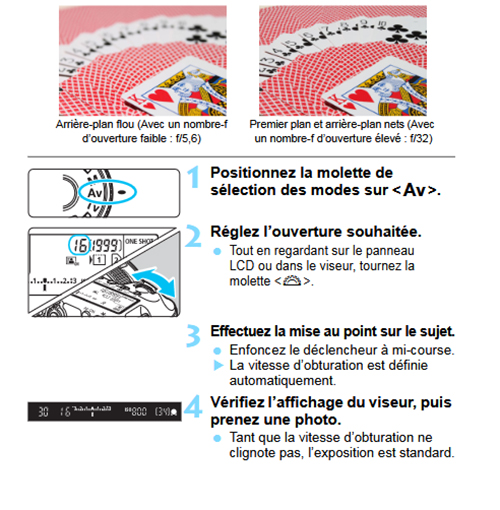 Arrière-plan flou (Avec un nombre-f
d'ouverture faible : f/5,6)
Premier plan et arrière-plan nets (Avec
un nombre-f d'ouverture élevé : f/32)
1 Positionnez la molette de
sélection des modes sur < Av >.
Av
2 Réglez l'ouverture souhaitée.
● Tout en regardant sur le panneau
LCD ou dans le viseur, tournez la
molette < >.
16 1999)
ONE SHOT
3 Effectuez la mise au point sur le sujet.
● Enfoncez le déclencheur à mi-course.
▶ La vitesse d'obturation est définie
automatiquement.
4 Vérifiez l'affichage du viseur, puis
prenez une photo.
● Tant que la vitesse d'obturation ne
clignote pas, l'exposition est standard.
30 16 ISO 800 (34)